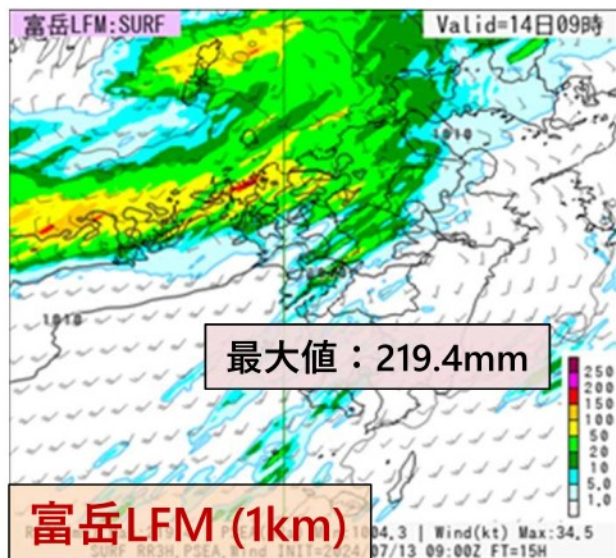 富岳LFM:SURF
Valid=14日09時
1010
1010
最大値：219.4mm
250
200
150
100
50
20
10
5.0
1.0
富岳LFM (1km)
004.3 | Wind(kt) Max:34.5
SURF RR3H,PSEA,Wind INIT=2024/07/13 09:00Z FT=15H